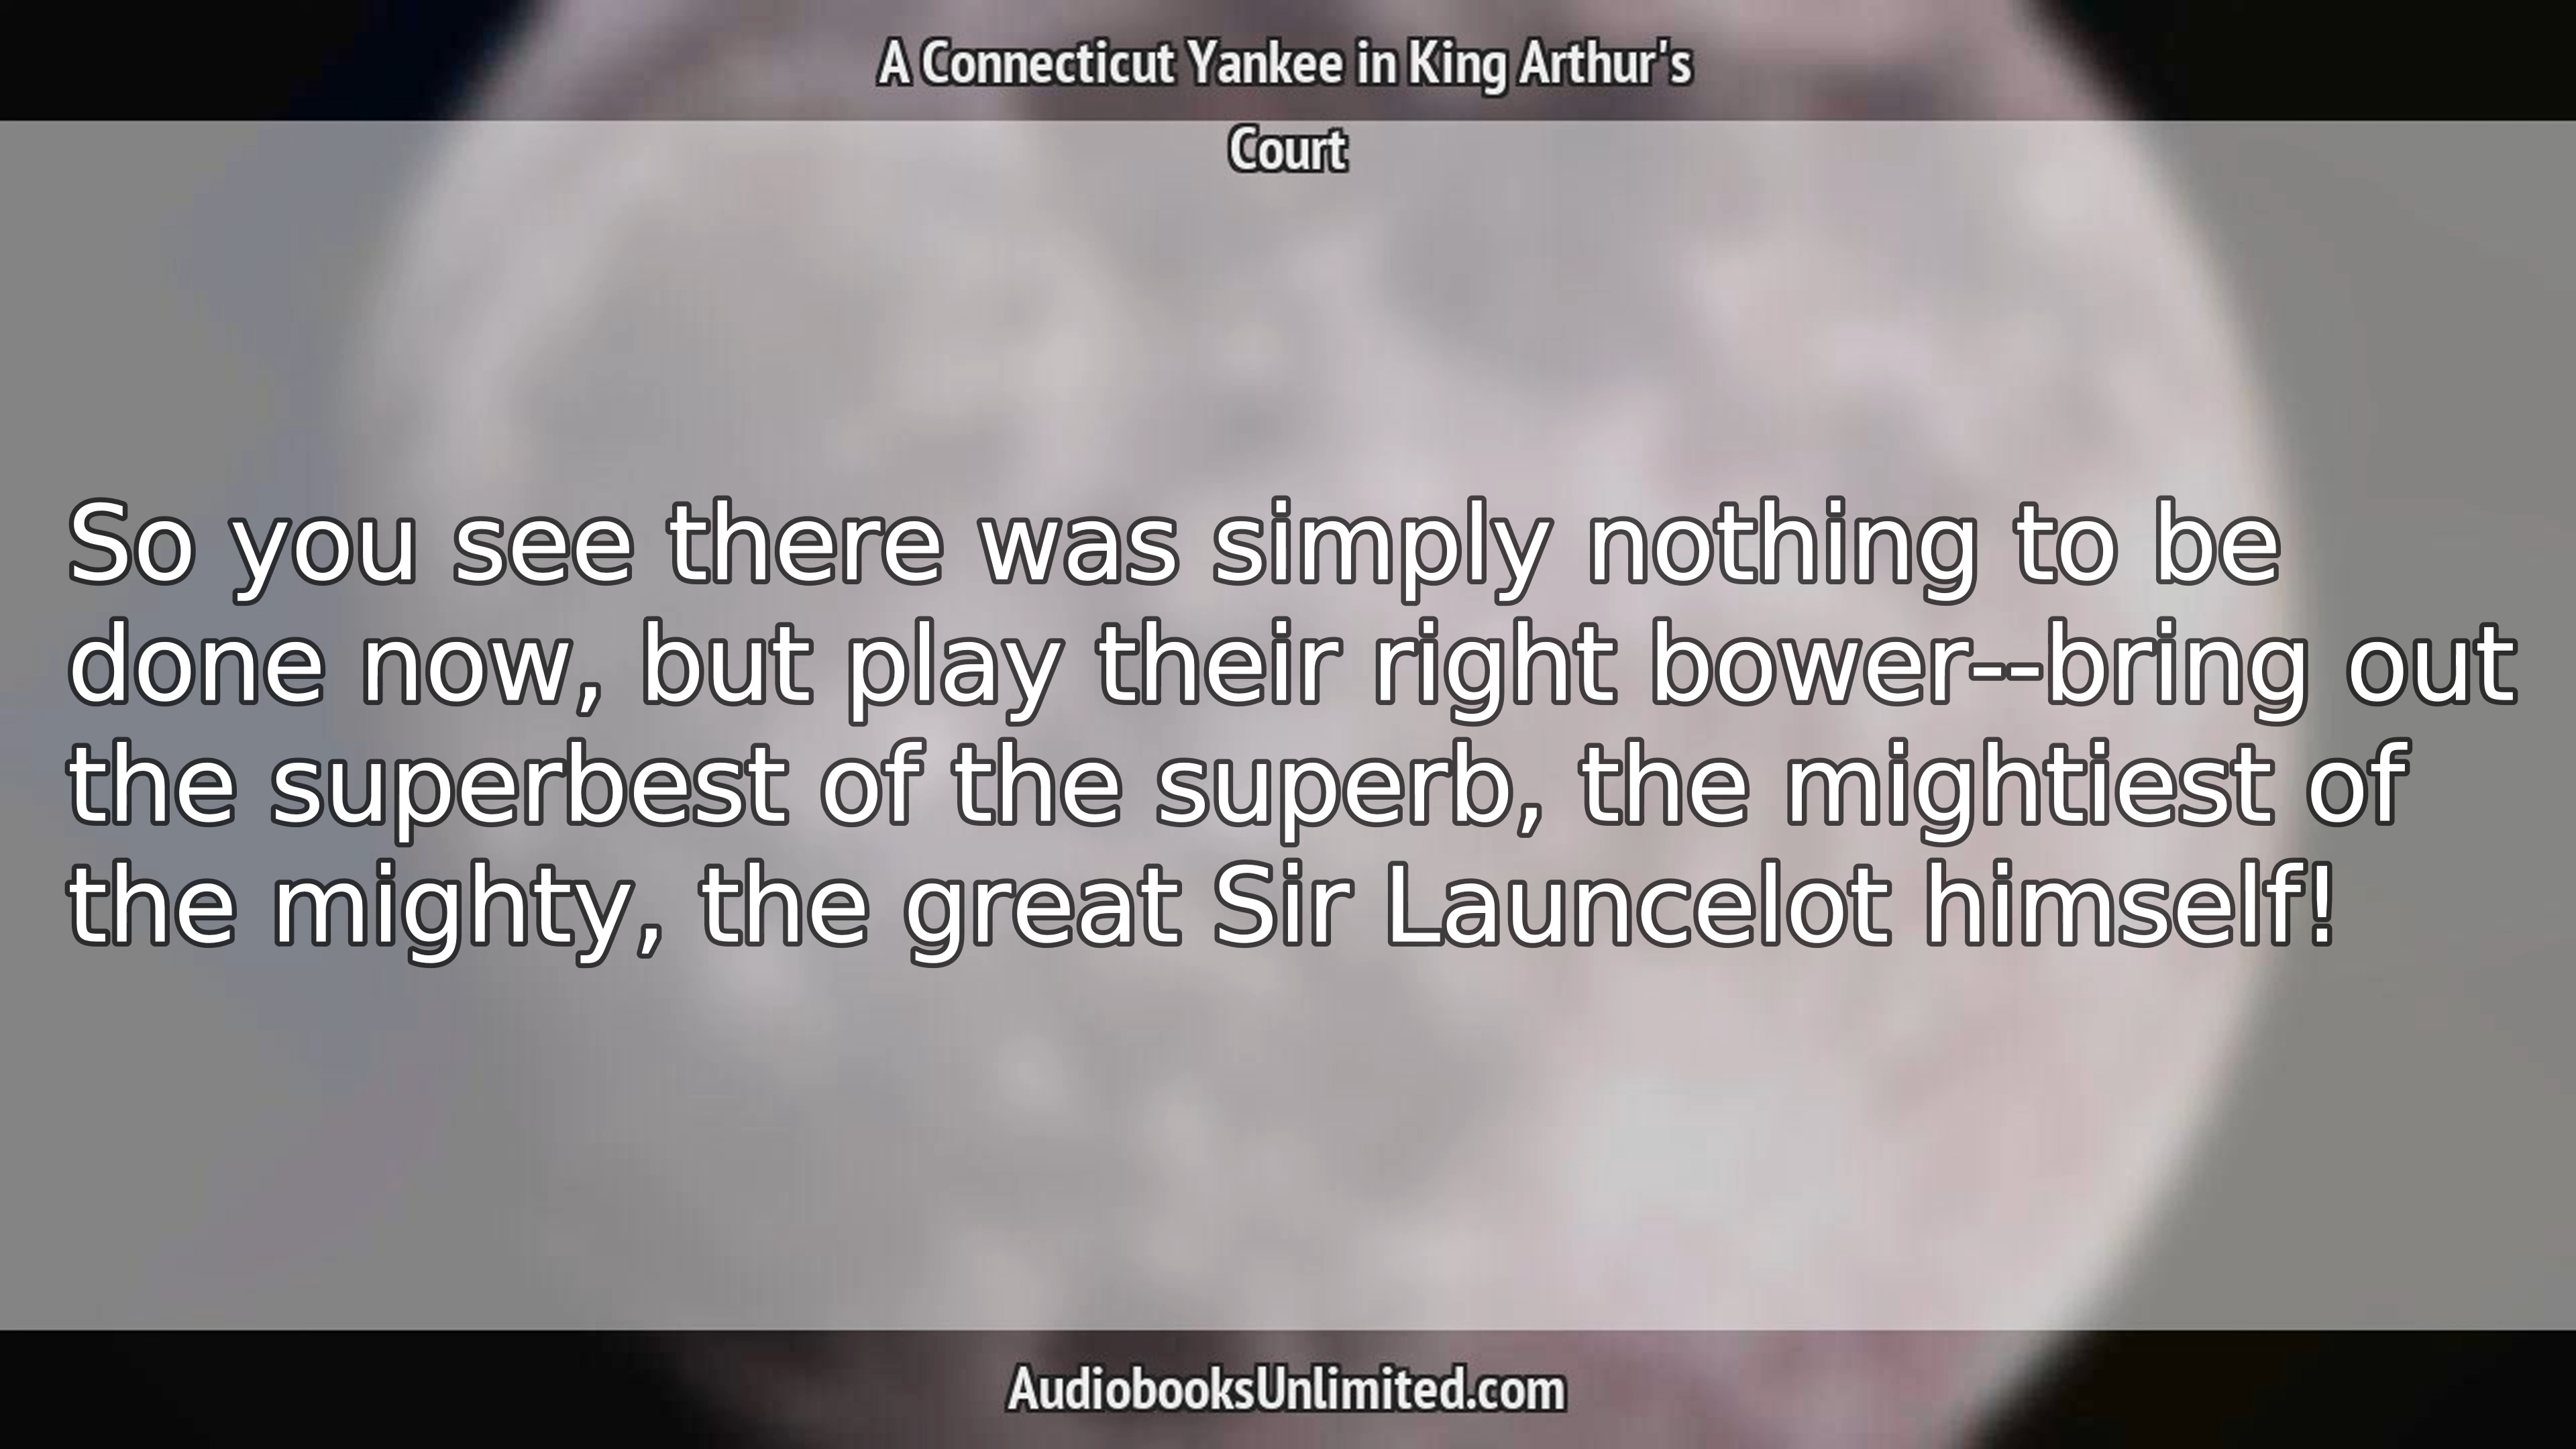 A Connecticut Yankee in King Arthur's
Court
So you see there was simply nothing to be
done now, but play their right bower--bring out
the superbest of the superb, the mightiest of
the mighty, the great Sir Launcelot himself!
AudiobooksUnlimited.com